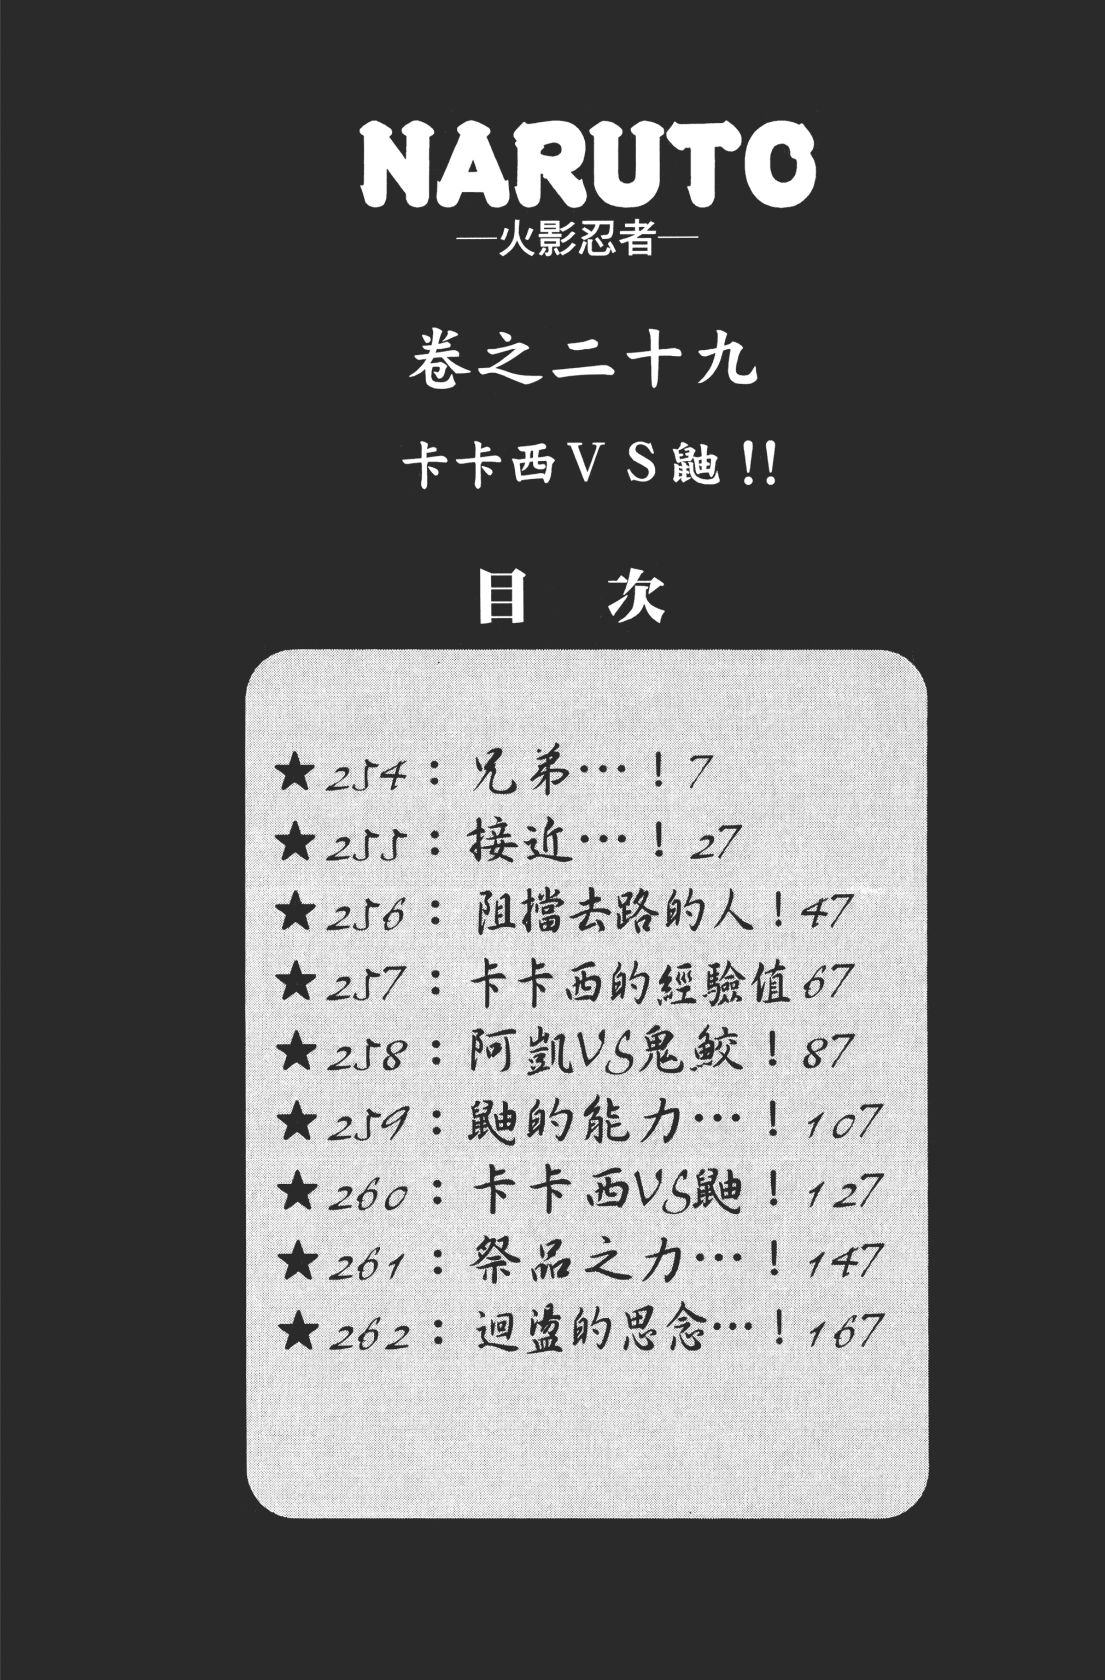 NARUTO
—火影忍者—
卷之二十九
卡卡西VS鼬!!
目 次
★254：兄弟…！7
★255：接近…！27
★256：阻擋去路的人！47
★257：卡卡西的經驗值67
★258：阿凱VS鬼鮫！87
★259：鼬的能力…！107
★260：卡卡西VS鼬！127
★261：祭品之力…！147
★262：迴盪的思念…！167